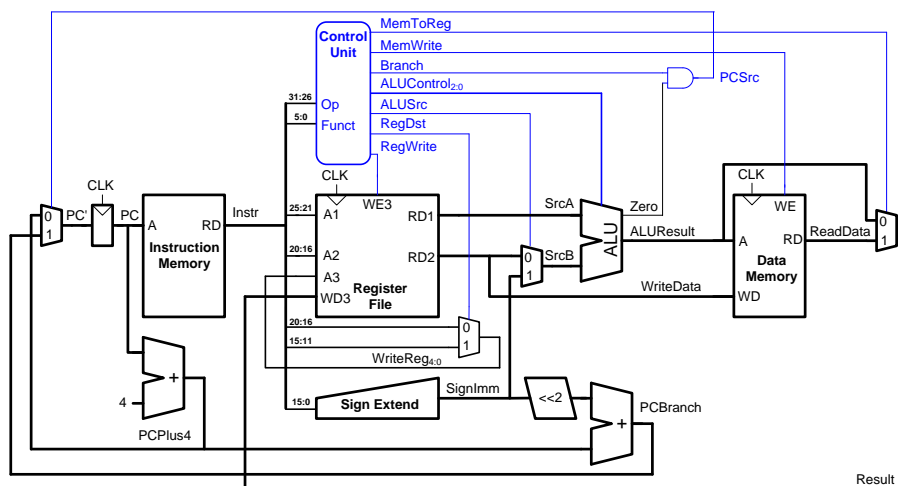 MemToReg
Control
Unit
MemWrite
Branch
PCSrc
ALUControl2:0
31:26
Op
ALUSrc
5:0
Funct
RegDst
RegWrite
CLK
CLK
CLK
0
1
PC'
PC
A
RD
Instruction
Memory
Instr
25:21
A1
WE3
RD1
SrcA
Zero
WE
0
1
20:16
A2
RD2
0
1
SrcB
ALU
ALUResult
A
RD
ReadData
A3
Register
File
Data
Memory
WD3
WriteData
WD
20:16
0
15:11
1
WriteReg4:0
+
4
PCPlus4
15:0
Sign Extend
SignImm
<<2
+
PCBranch
Result